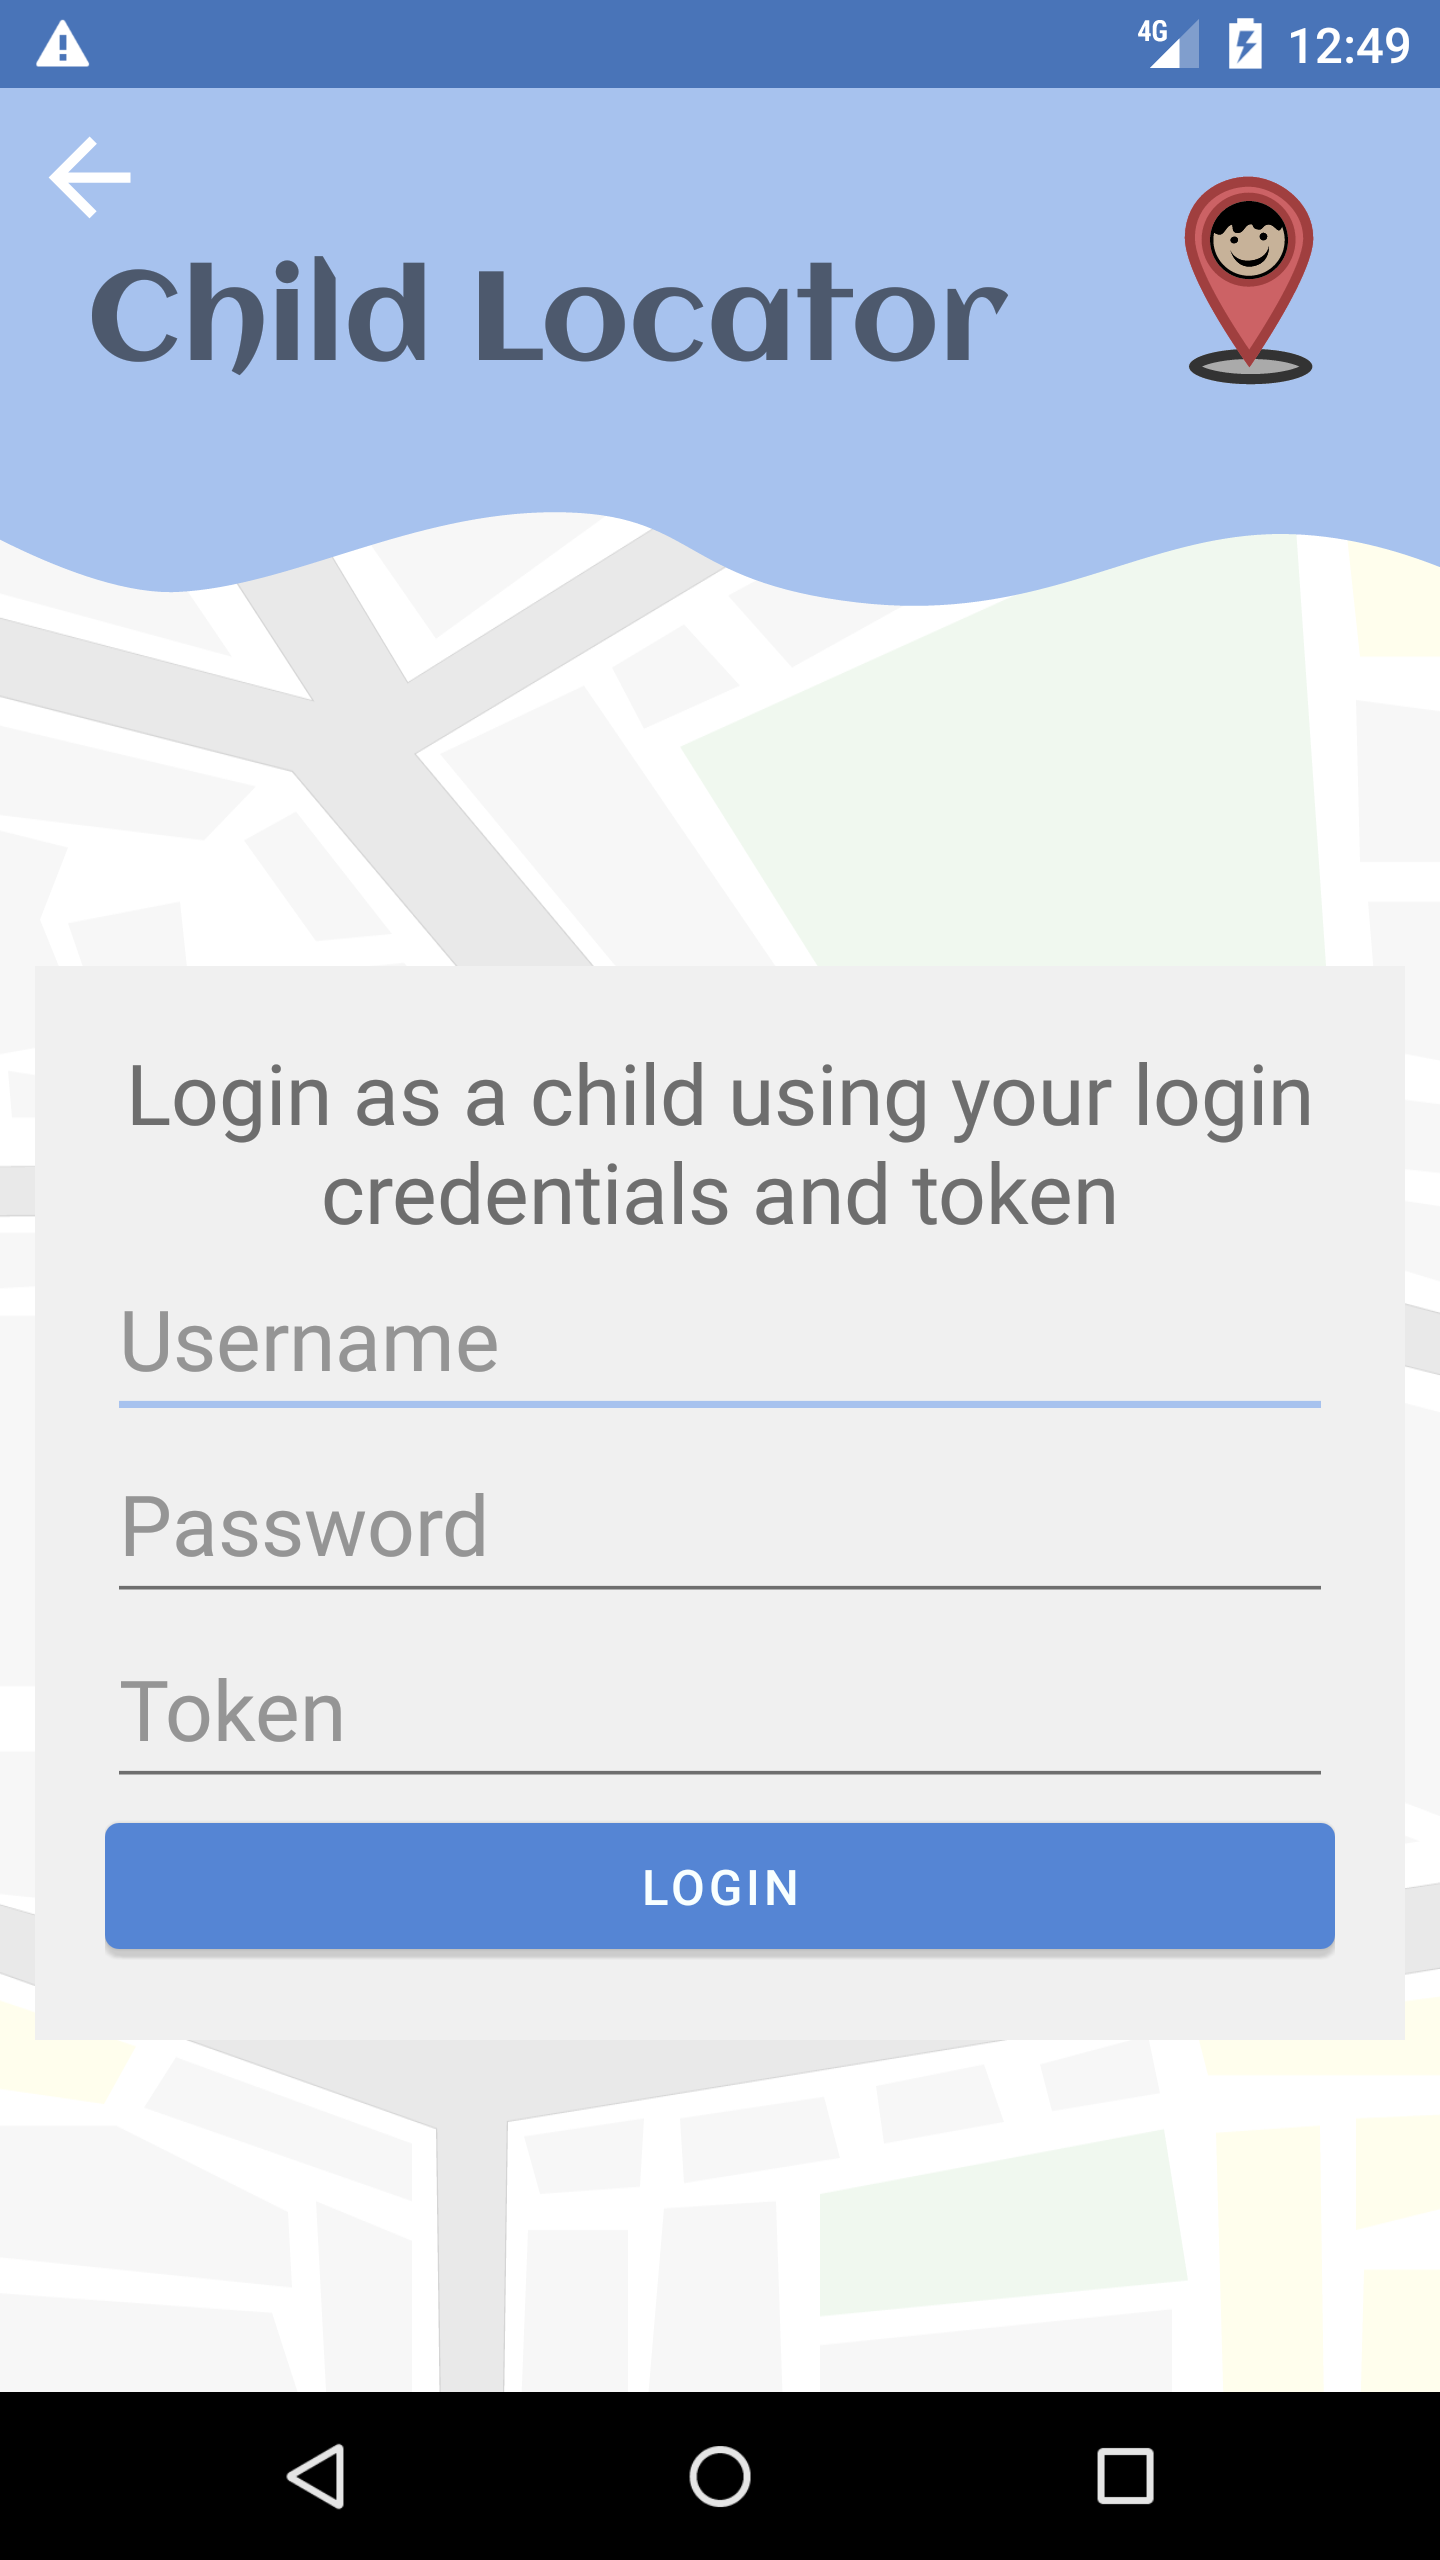 4G 12:49
Child Locator
Login as a child using your login
credentials and token
Username
Password
Token
LOGIN